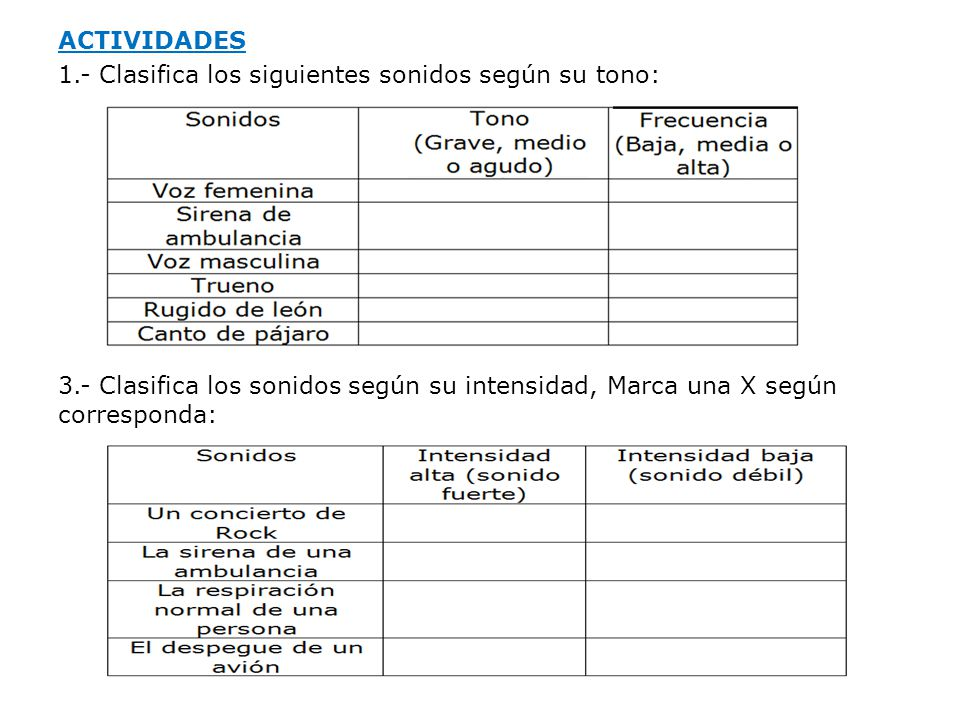 ACTIVIDADES
1.- Clasifica los siguientes sonidos según su tono:
Sonidos
Tono
(Grave, medio
o agudo)
Frecuencia
(Baja, media o
alta)
Voz femenina
Sirena de
ambulancia
Voz masculina
Trueno
Rugido de león
Canto de pájaro
3.- Clasifica los sonidos según su intensidad, Marca una X según
corresponda:
Sonidos
Intensidad
alta (sonido
fuerte)
Intensidad baja
(sonido débil)
Un concierto de
Rock
La sirena de una
ambulancia
La respiración
normal de una
persona
El despegue de un
avión